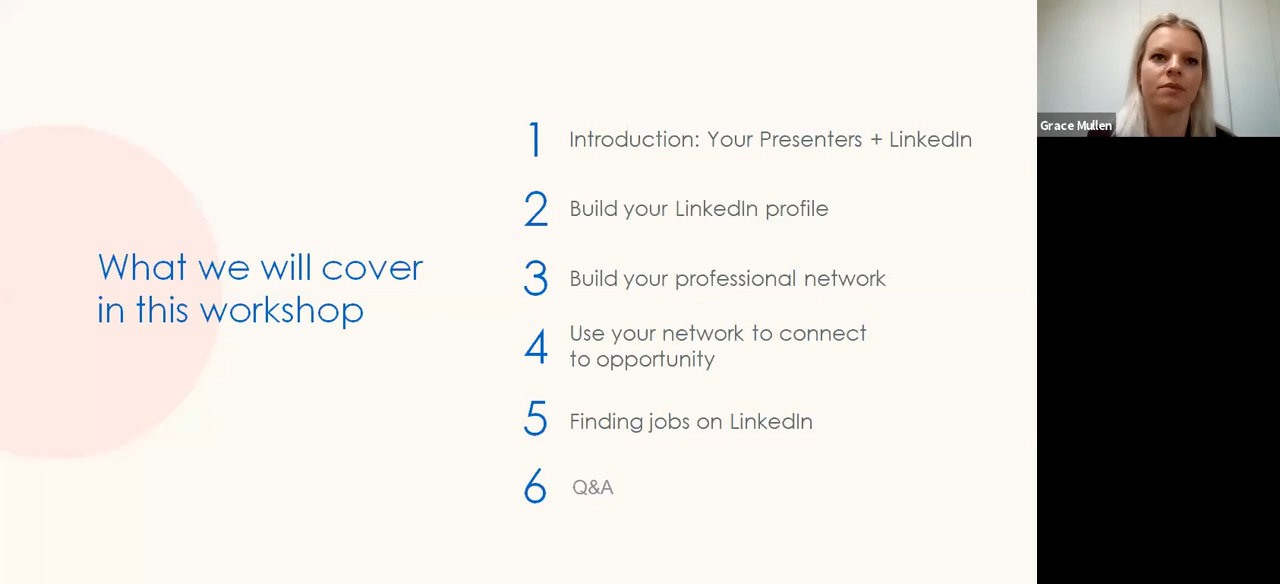 What we will cover
in this workshop
1 Introduction: Your Presenters + LinkedIn
2 Build your LinkedIn profile
3 Build your professional network
4 Use your network to connect
to opportunity
5 Finding jobs on LinkedIn
6 Q&A
Grace Mullen